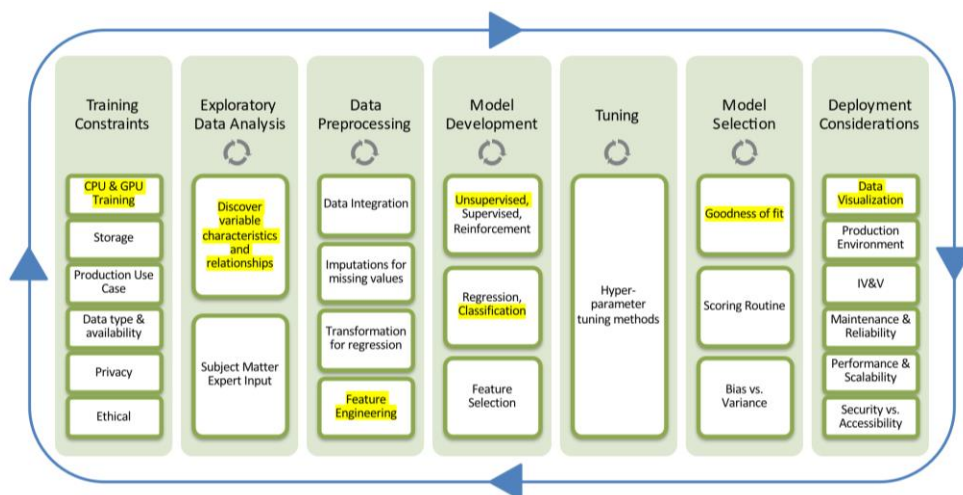 Training
Constraints
CPU & GPU
Training
Storage
Production Use
Case
Data type &
availability
Privacy
Ethical
Exploratory
Data Analysis
Discover
variable
characteristics
and
relationships
Subject Matter
Expert Input
Data
Preprocessing
Data Integration
Imputations for
missing values
Transformation
for regression
Feature
Engineering
Model
Development
Unsupervised,
Supervised,
Reinforcement
Regression,
Classification
Feature
Selection
Tuning
Hyper-
parameter
tuning methods
Model
Selection
Goodness of fit
Scoring Routine
Bias vs.
Variance
Deployment
Considerations
Data
Visualization
Production
Environment
IV&V
Maintenance &
Reliability
Performance &
Scalability
Security vs.
Accessibility